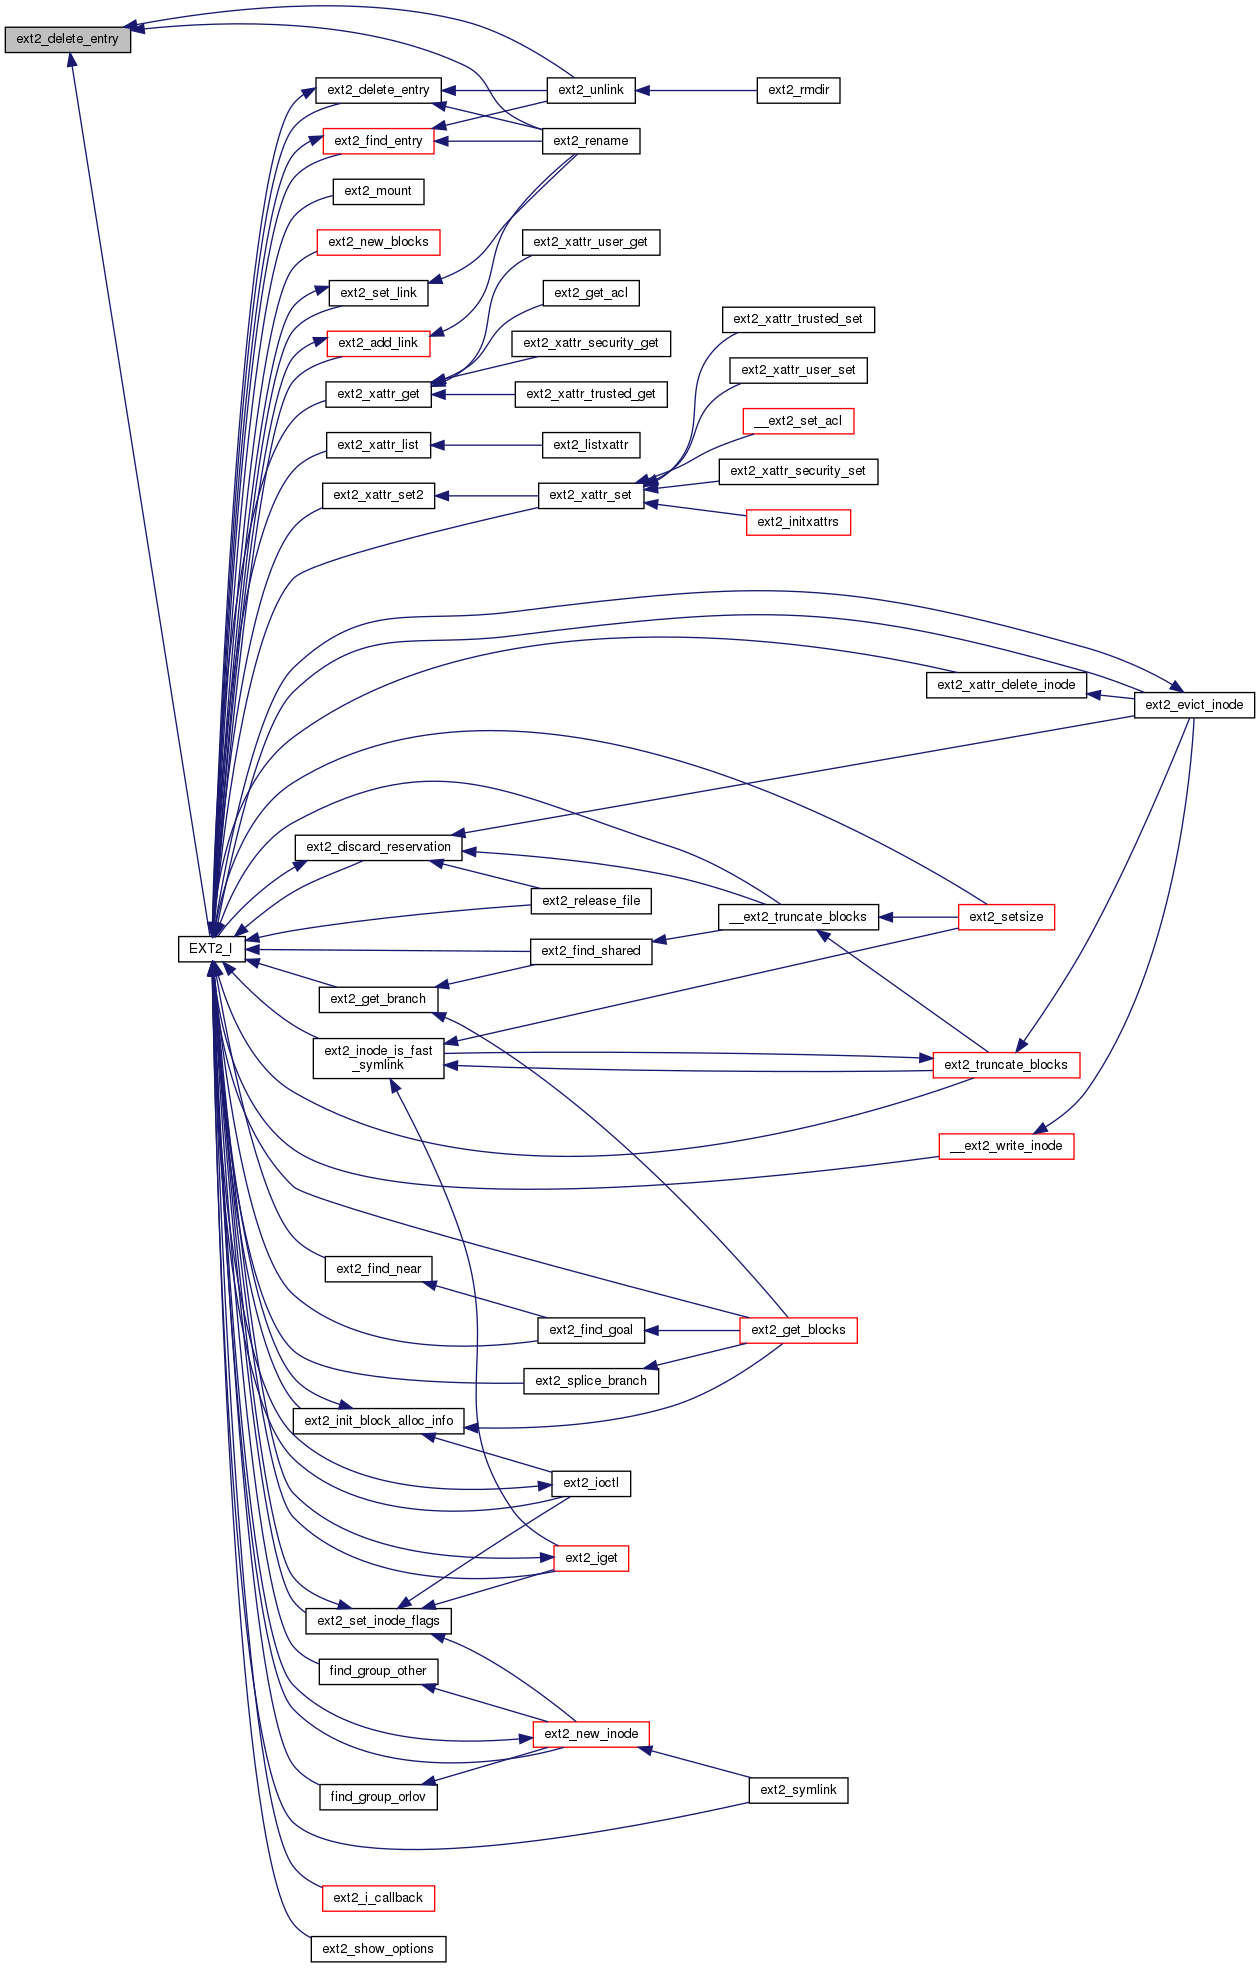 ext2_delete_entry
ext2_delete_entry
ext2_unlink
ext2_rmdir
ext2_find_entry
ext2_rename
ext2_mount
ext2_new_blocks
ext2_xattr_user_get
ext2_set_link
ext2_get_acl
ext2_add_link
ext2_xattr_security_get
ext2_xattr_trusted_set
ext2_xattr_get
ext2_xattr_trusted_get
ext2_xattr_user_set
__ext2_set_acl
ext2_xattr_list
ext2_listxattr
ext2_xattr_security_set
ext2_xattr_set2
ext2_xattr_set
ext2_initxattrs
ext2_xattr_delete_inode
ext2_evict_inode
ext2_discard_reservation
ext2_release_file
__ext2_truncate_blocks
ext2_setsize
EXT2_I
ext2_find_shared
ext2_get_branch
ext2_inode_is_fast
_symlink
ext2_truncate_blocks
__ext2_write_inode
ext2_find_near
ext2_find_goal
ext2_get_blocks
ext2_splice_branch
ext2_init_block_alloc_info
ext2_ioctl
ext2_iget
ext2_set_inode_flags
find_group_other
ext2_new_inode
find_group_orlov
ext2_symlink
ext2_i_callback
ext2_show_options